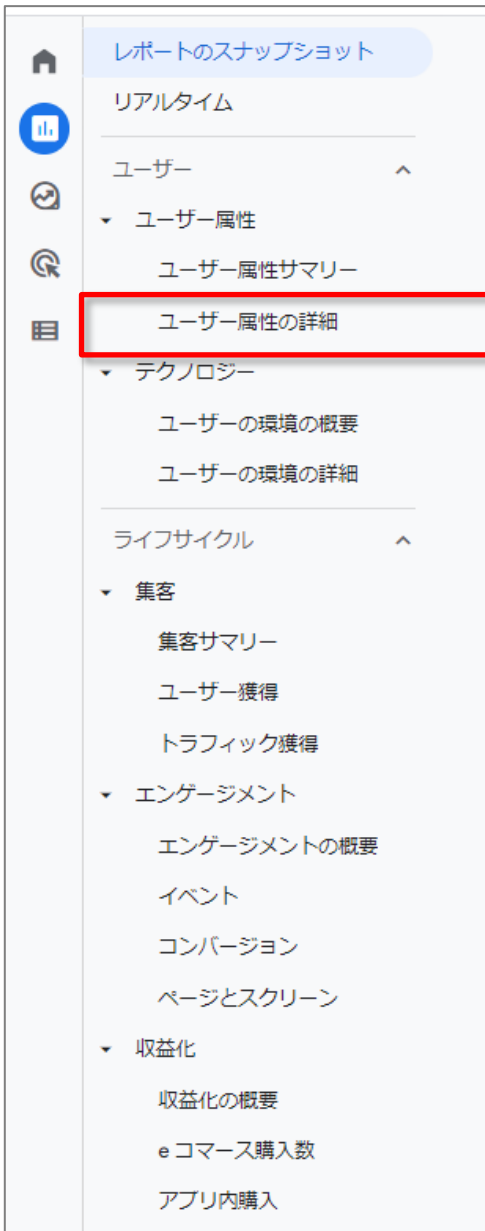 レポートのスナップショット
リアルタイム
ユーザー
ユーザー属性
ユーザー属性サマリー
ユーザー属性の詳細
テクノロジー
ユーザーの環境の概要
ユーザーの環境の詳細
ライフサイクル
集客
集客サマリー
ユーザー獲得
トラフィック獲得
エンゲージメント
エンゲージメントの概要
イベント
コンバージョン
ページとスクリーン
収益化
収益化の概要
e コマース購入数
アプリ内購入